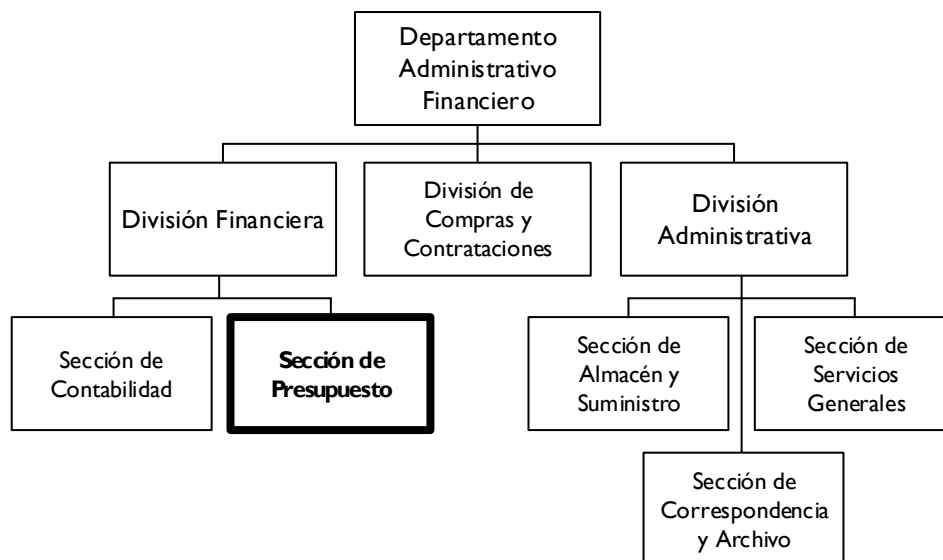 Departamento
Administrativo
Financiero
División Financiera
División de
Compras y
Contrataciones
División
Administrativa
Sección de
Contabilidad
Sección de
Presupuesto
Sección de
Almacén y
Suministro
Sección de
Servicios
Generales
Sección de
Correspondencia
y Archivo